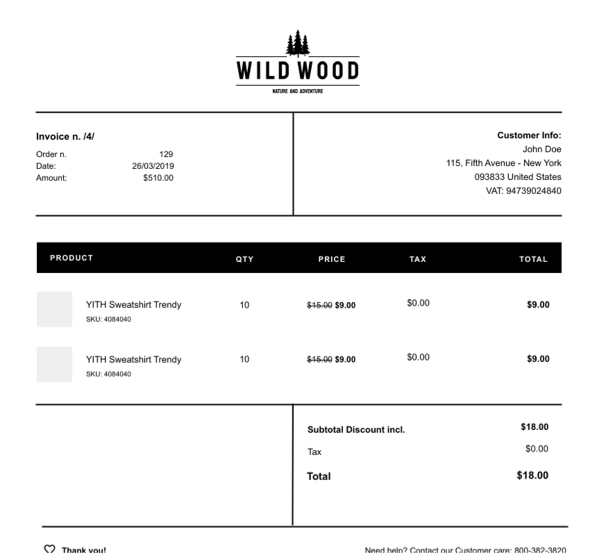 WILD WOOD
NATURE AND ADVENTURE
Invoice n. /4/
Order n. 129
Date: 26/03/2019
Amount: $510.00
Customer Info:
John Doe
115, Fifth Avenue - New York
093833 United States
VAT: 94739024840
PRODUCT QTY PRICE TAX TOTAL
YITH Sweatshirt Trendy 10 $15.00 $9.00 $0.00 $9.00
SKU: 4084040
YITH Sweatshirt Trendy 10 $15.00 $9.00 $0.00 $9.00
SKU: 4084040
Subtotal Discount incl. $18.00
Tax $0.00
Total $18.00
Thank you! Need help? Contact our Customer care: 800-382-3820